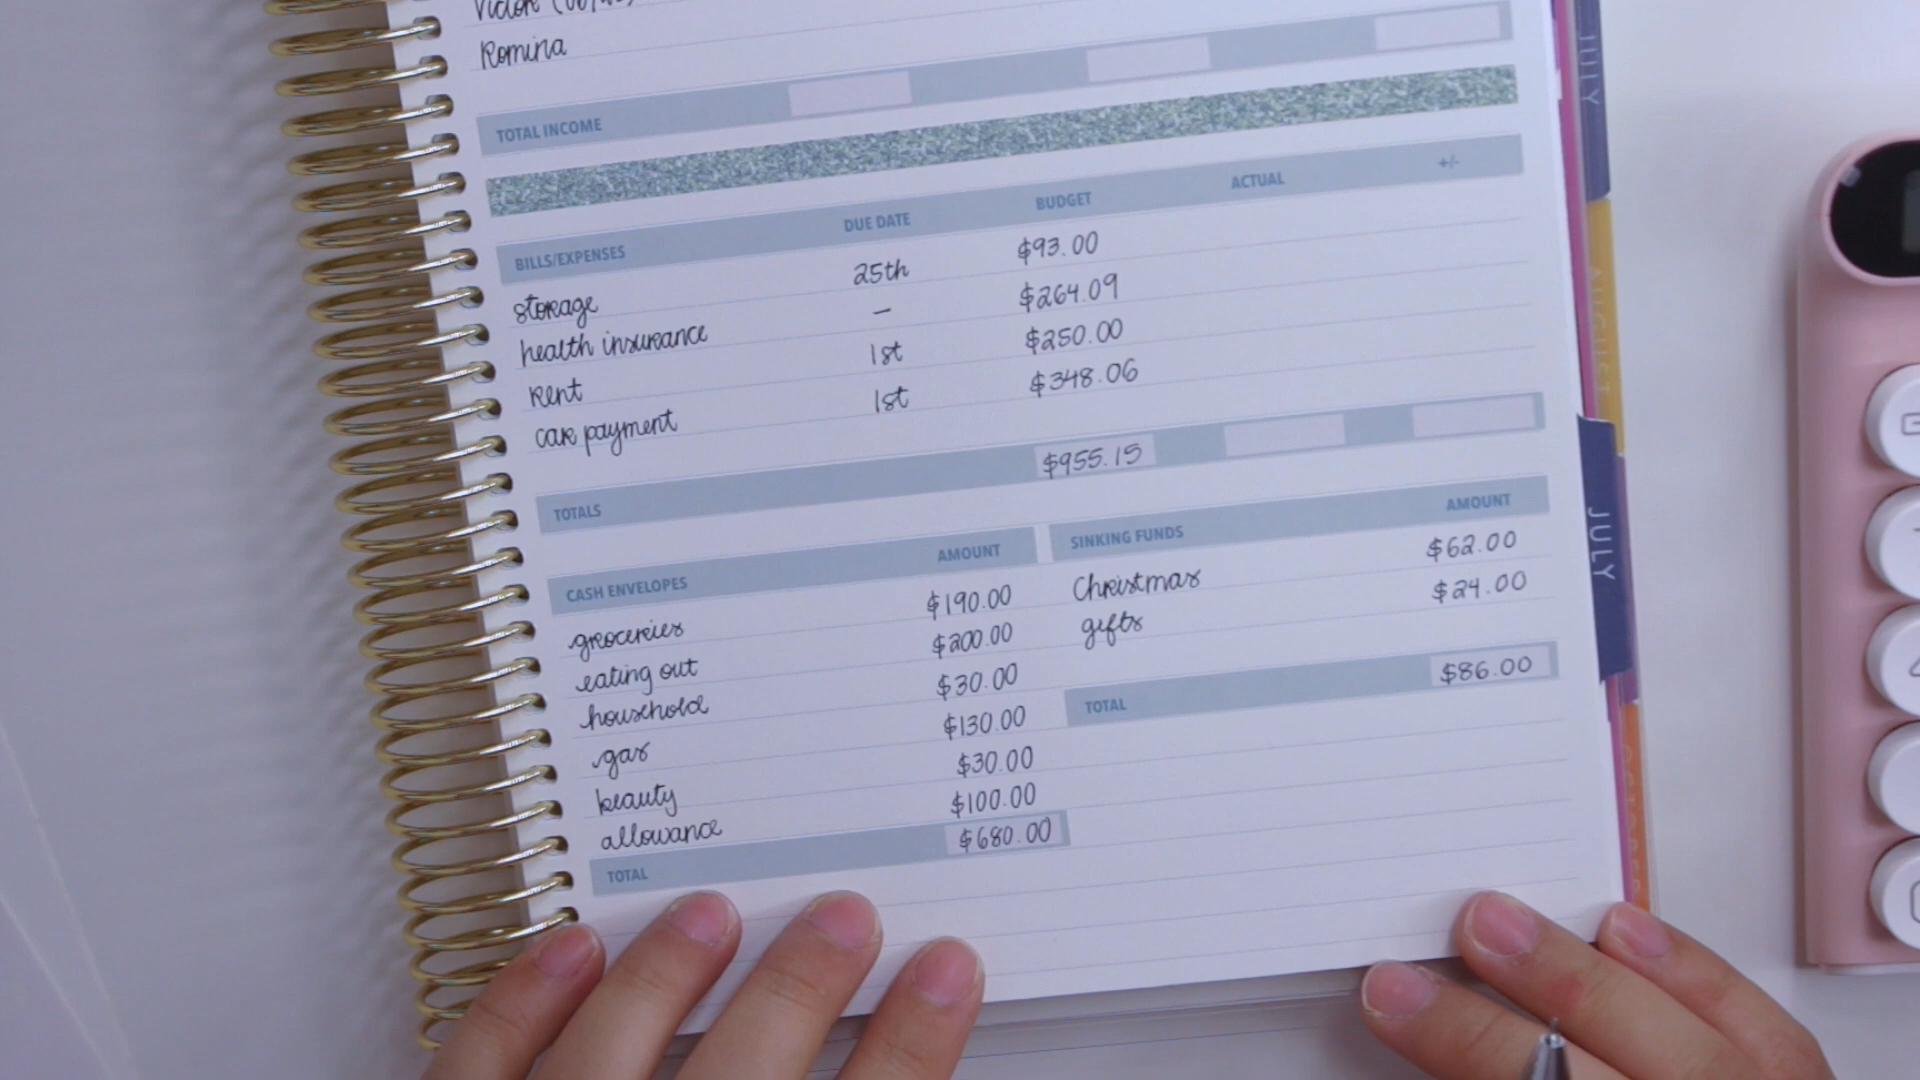 Victor
Romina
TOTAL INCOME
BILLS/EXPENSES DUE DATE BUDGET ACTUAL +/-
storage 25th $93.00
health insurance — $264.09
Rent 1st $250.00
car payment 1st $348.06
TOTALS $955.15
CASH ENVELOPES AMOUNT
groceries $190.00
eating out $200.00
household $30.00
gas $130.00
beauty $30.00
allowance $100.00
TOTAL $680.00
SINKING FUNDS AMOUNT
Christmas $62.00
gifts $24.00
TOTAL $86.00
JULY
AUGUST
JULY